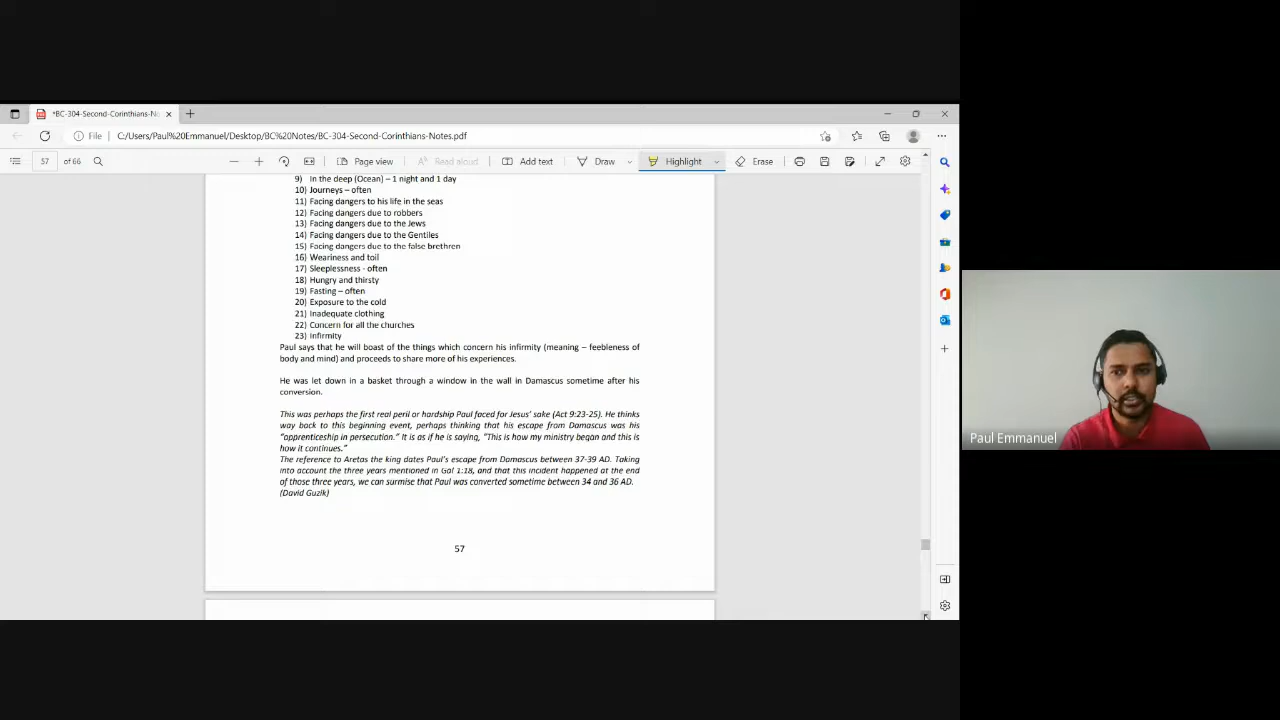 *BC-304-Second-Corinthians-No
File
C:/Users/Paul%20Emmanuel/Desktop/BC%20Notes/BC-304-Second-Corinthians-Notes.pdf
57 of 66
Page view
Read aloud
Add text
Draw
Highlight
Erase
9) In the deep (Ocean) – 1 night and 1 day
10) Journeys – often
11) Facing dangers to his life in the seas
12) Facing dangers due to robbers
13) Facing dangers due to the Jews
14) Facing dangers due to the Gentiles
15) Facing dangers due to the false brethren
16) Weariness and toil
17) Sleeplessness - often
18) Hungry and thirsty
19) Fasting – often
20) Exposure to the cold
21) Inadequate clothing
22) Concern for all the churches
23) Infirmity
Paul says that he will boast of the things which concern his infirmity (meaning – feebleness of
body and mind) and proceeds to share more of his experiences.
He was let down in a basket through a window in the wall in Damascus sometime after his
conversion.
This was perhaps the first real peril or hardship Paul faced for Jesus' sake (Act 9:23-25). He thinks
way back to this beginning event, perhaps thinking that his escape from Damascus was his
“apprenticeship in persecution.” It is as if he is saying, “This is how my ministry began and this is
how it continues.”
The reference to Aretas the king dates Paul's escape from Damascus between 37-39 AD. Taking
into account the three years mentioned in Gal 1:18, and that this incident happened at the end
of those three years, we can surmise that Paul was converted sometime between 34 and 36 AD.
(David Guzik)
57
Paul Emmanuel